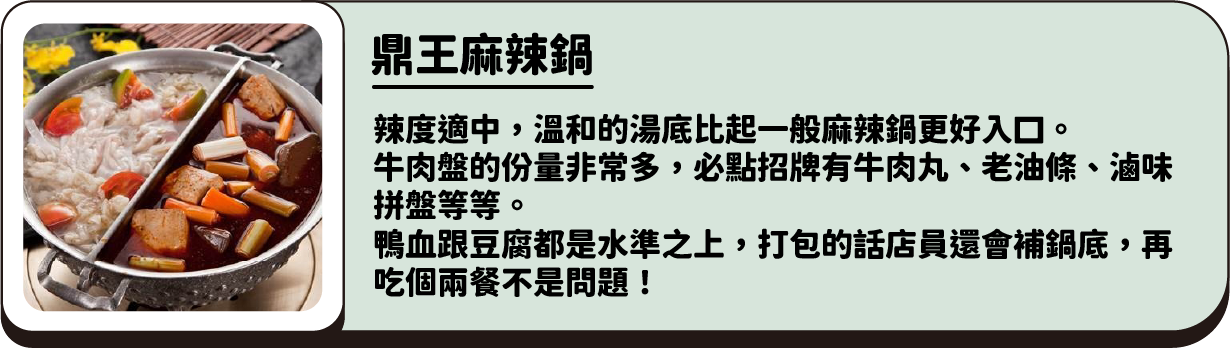 鼎王麻辣鍋
辣度適中，溫和的湯底比起一般麻辣鍋更好入口。
牛肉盤的份量非常多，必點招牌有牛肉丸、老油條、滷味
拼盤等等。
鴨血跟豆腐都是水準之上，打包的話店員還會補鍋底，再
吃個兩餐不是問題！